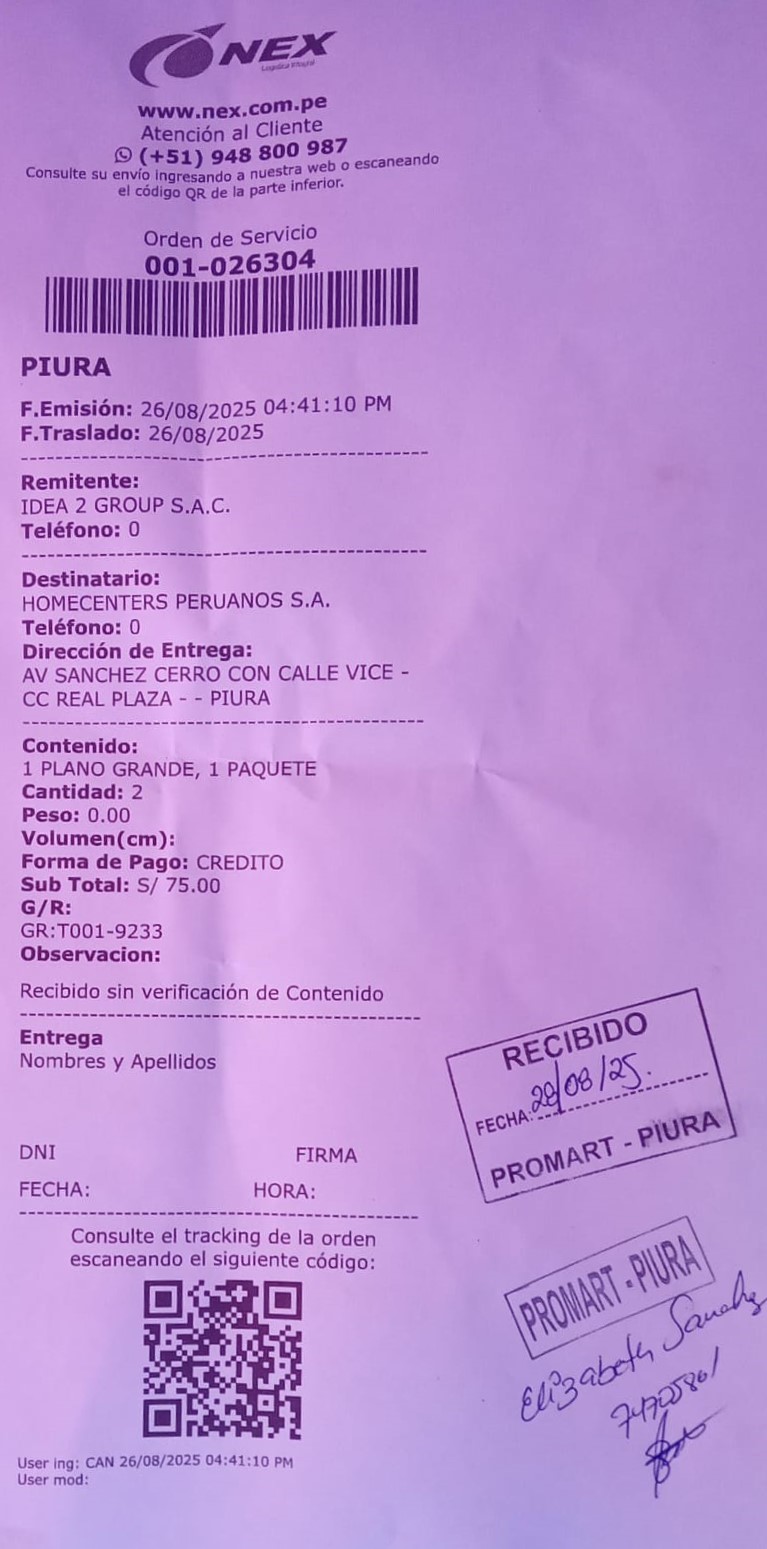 NEX
Logística Integral
www.nex.com.pe
Atención al Cliente
(+51) 948 800 987
Consulte su envío ingresando a nuestra web o escaneando
el código QR de la parte inferior.
Orden de Servicio
001-026304
PIURA
F.Emisión: 26/08/2025 04:41:10 PM
F.Traslado: 26/08/2025
Remitente:
IDEA 2 GROUP S.A.C.
Teléfono: 0
Destinatario:
HOMECENTERS PERUANOS S.A.
Teléfono: 0
Dirección de Entrega:
AV SANCHEZ CERRO CON CALLE VICE -
CC REAL PLAZA - - PIURA
Contenido:
1 PLANO GRANDE, 1 PAQUETE
Cantidad: 2
Peso: 0.00
Volumen(cm):
Forma de Pago: CREDITO
Sub Total: S/ 75.00
G/R:
GR:T001-9233
Observacion:
Recibido sin verificación de Contenido
Entrega
Nombres y Apellidos
DNI FIRMA
FECHA: HORA:
RECIBIDO
FECHA: 28/08/25.
PROMART - PIURA
Consulte el tracking de la orden
escaneando el siguiente código:
PROMART - PIURA
Elizabeth Sanchez
User ing: CAN 26/08/2025 04:41:10 PM
User mod: